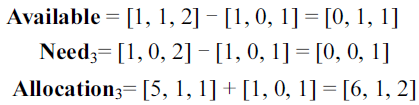 Available = [1, 1, 2] − [1, 0, 1] = [0, 1, 1]
Need₃= [1, 0, 2] − [1, 0, 1] = [0, 0, 1]
Allocation₃= [5, 1, 1] + [1, 0, 1] = [6, 1, 2]